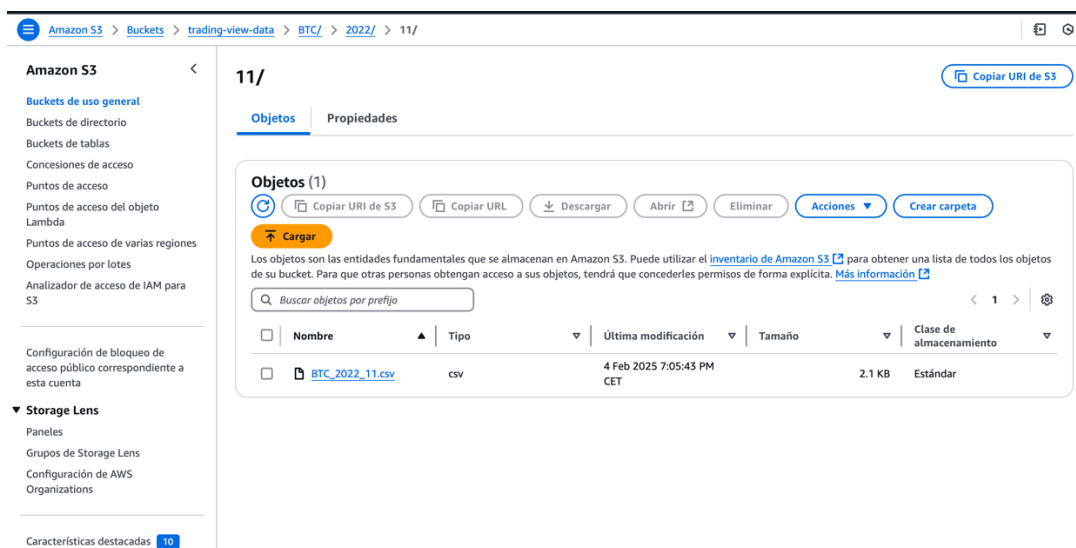 Amazon S3 > Buckets > trading-view-data > BTC/ > 2022/ > 11/
Amazon S3
Buckets de uso general
Buckets de directorio
Buckets de tablas
Concesiones de acceso
Puntos de acceso
Puntos de acceso del objeto
Lambda
Puntos de acceso de varias regiones
Operaciones por lotes
Analizador de acceso de IAM para
S3
Configuración de bloqueo de
acceso público correspondiente a
esta cuenta
Storage Lens
Paneles
Grupos de Storage Lens
Configuración de AWS
Organizations
Características destacadas 10
11/
Copiar URI de S3
Objetos Propiedades
Objetos (1)
Copiar URI de S3 Copiar URL Descargar Abrir Eliminar Acciones Crear carpeta
Cargar
Los objetos son las entidades fundamentales que se almacenan en Amazon S3. Puede utilizar el inventario de Amazon S3 para obtener una lista de todos los objetos
de su bucket. Para que otras personas obtengan acceso a sus objetos, tendrá que concederles permisos de forma explícita. Más información
Buscar objetos por prefijo
< 1 >
Nombre Tipo Última modificación Tamaño Clase de
almacenamiento
BTC_2022_11.csv csv 4 Feb 2025 7:05:43 PM
CET 2.1 KB Estándar